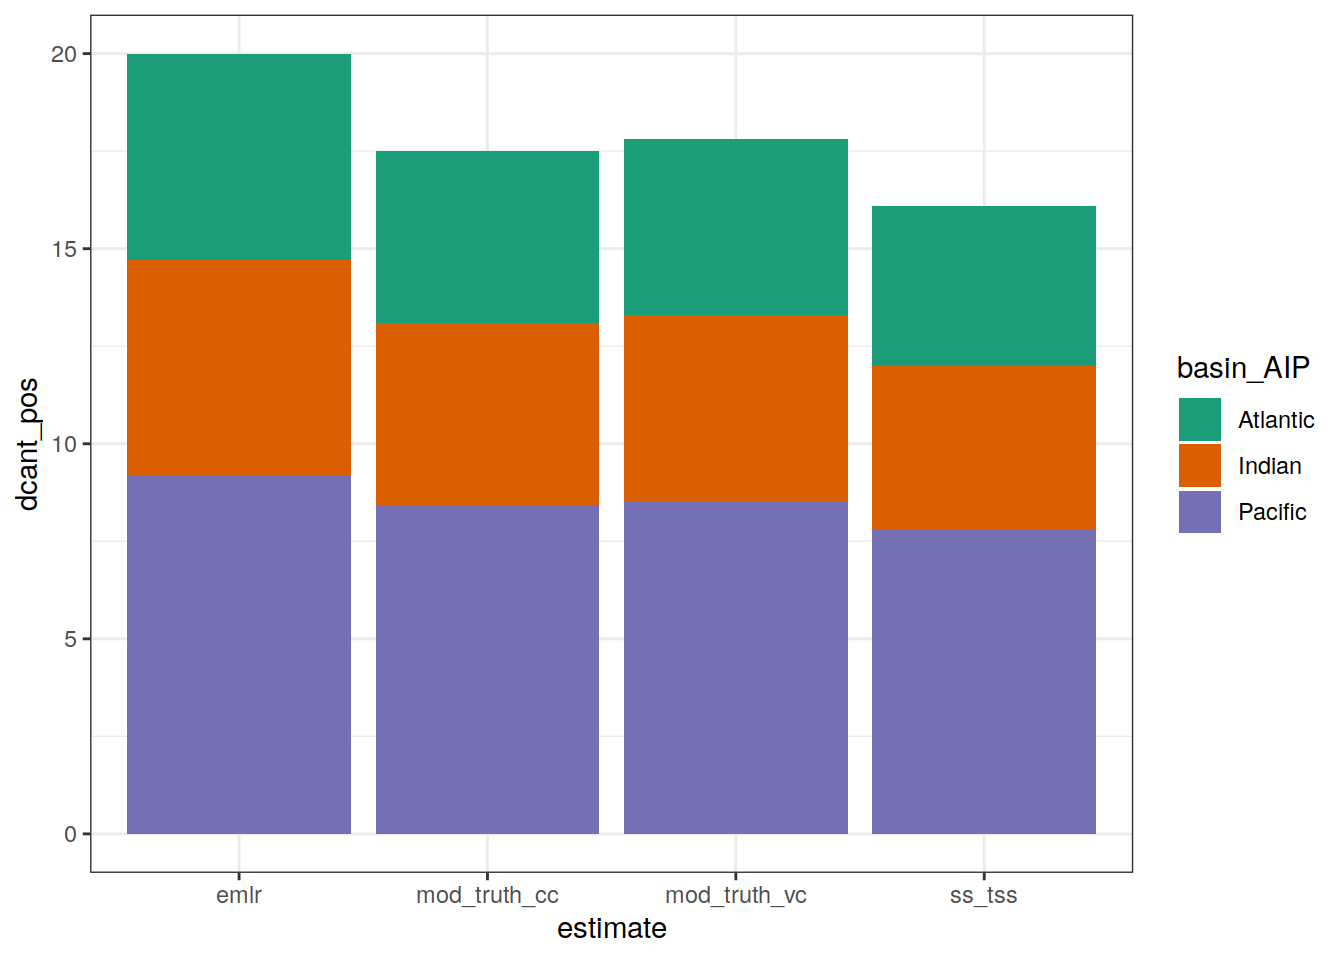 dcant_pos
20
15
10
5
0
emlr
mod_truth_cc
mod_truth_vc
ss_tss
estimate
basin_AIP
Atlantic
Indian
Pacific